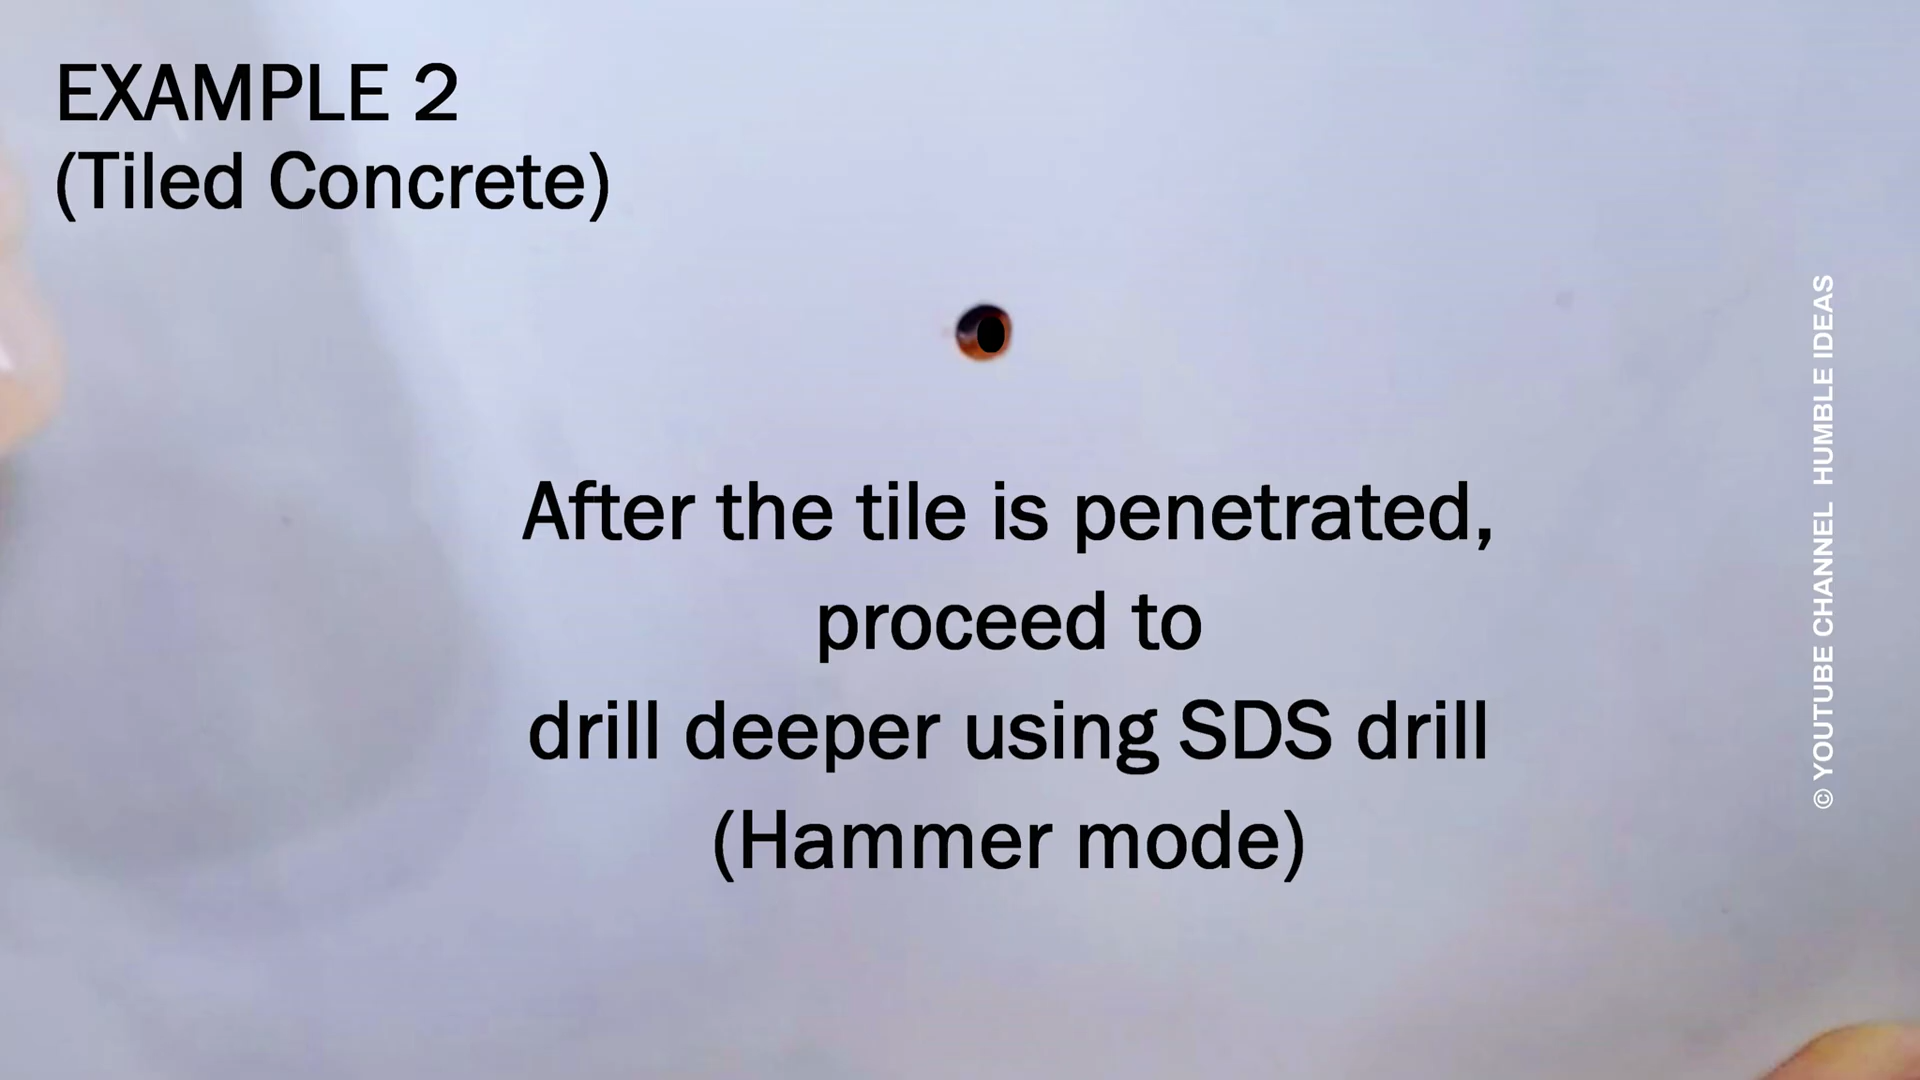 EXAMPLE 2
(Tiled Concrete)
After the tile is penetrated,
proceed to
drill deeper using SDS drill
(Hammer mode)
© YOUTUBE CHANNEL HUMBLE IDEAS